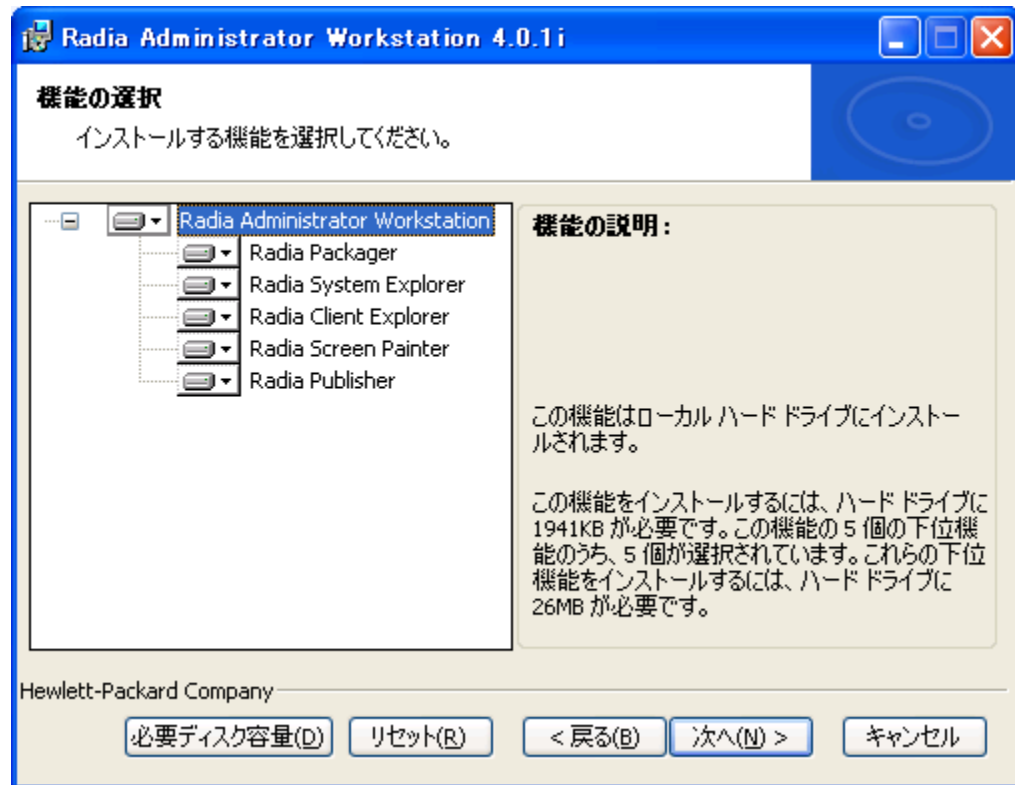 Radia Administrator Workstation 4.0.1i
機能の選択
インストールする機能を選択してください。
Radia Administrator Workstation
Radia Packager
Radia System Explorer
Radia Client Explorer
Radia Screen Painter
Radia Publisher
機能の説明:
この機能はローカル ハード ドライブにインストー
ルされます。
この機能をインストールするには、ハード ドライブに
1941KB が必要です。この機能の 5 個の下位機
能のうち、5 個が選択されています。これらの下位
機能をインストールするには、ハード ドライブに
26MB が必要です。
Hewlett-Packard Company
必要ディスク容量(D)
リセット(R)
< 戻る(B)
次へ(N) >
キャンセル